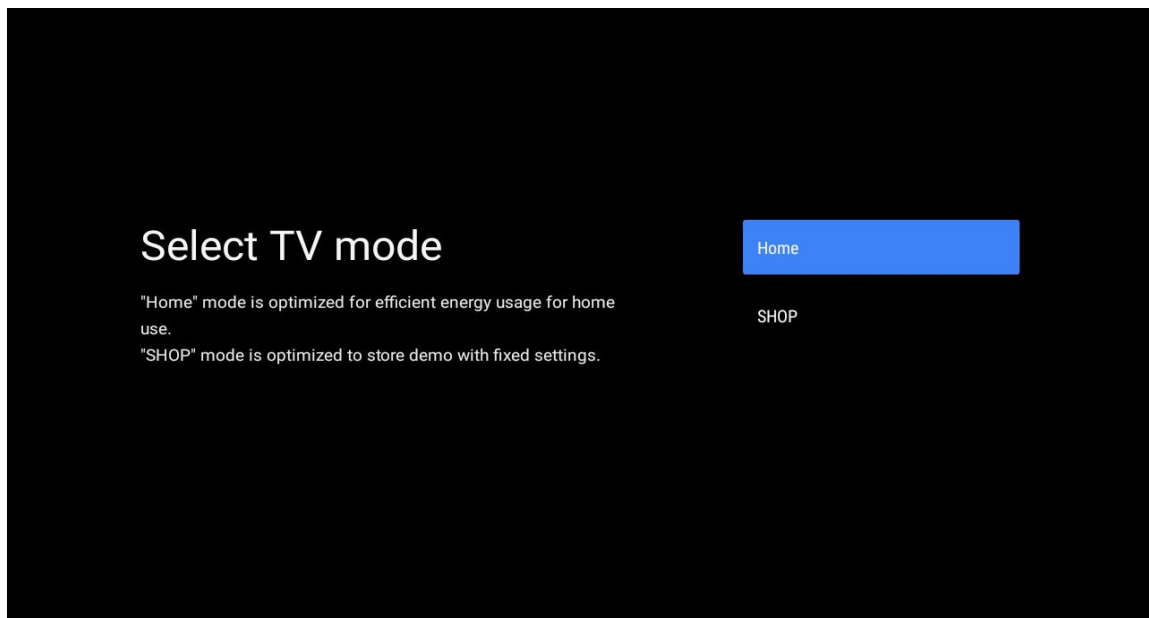 Select TV mode
Home
"Home" mode is optimized for efficient energy usage for home
use.
SHOP
"SHOP" mode is optimized to store demo with fixed settings.